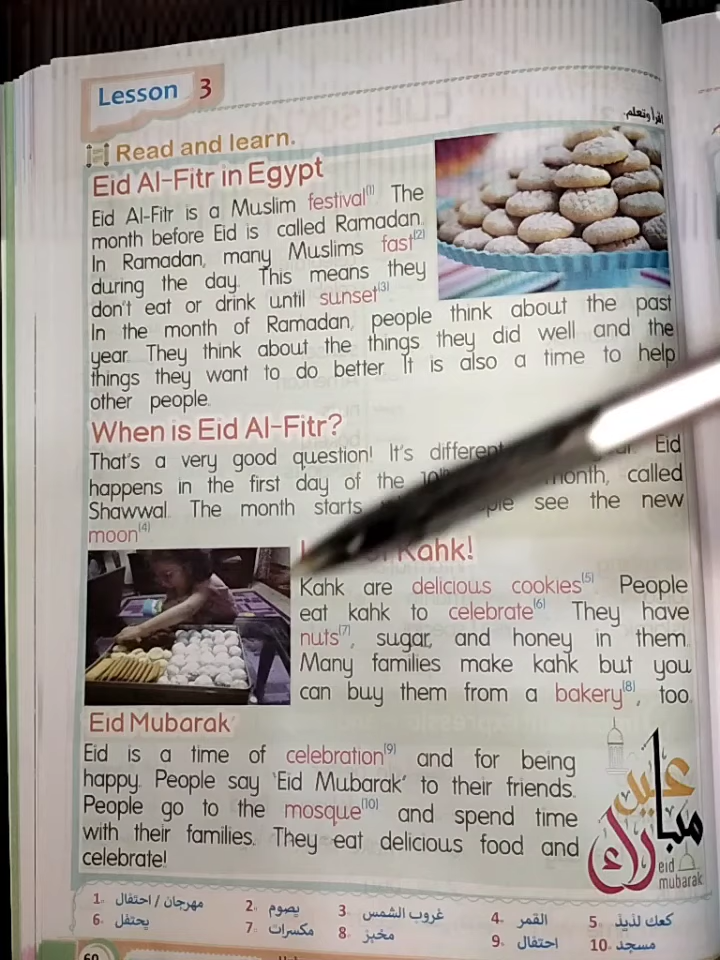 Lesson 3
اقرأ وتعلم.
Read and learn.
Eid Al-Fitr in Egypt
Eid Al-Fitr is a Muslim festival(1). The
month before Eid is called Ramadan.
In Ramadan, many Muslims fast(2)
during the day. This means they
don't eat or drink until sunset(3).
In the month of Ramadan, people think about the past
year. They think about the things they did well and the
things they want to do better. It is also a time to help
other people.
When is Eid Al-Fitr?
That's a very good question! It's Eid
happens in the first day of the month, called
Shawwal. The month starts see the new
moon(4).
Kahk!
Kahk are delicious cookies(5). People
eat kahk to celebrate(6). They have
nuts(7), sugar, and honey in them.
Many families make kahk but you
can buy them from a bakery(8), too.
Eid Mubarak
Eid is a time of celebration(9) and for being
happy. People say 'Eid Mubarak' to their friends.
People go to the mosque(10) and spend time
with their families. They eat delicious food and
celebrate!
عيد
مبارك
eid
mubarak
1- مهرجان / احتفال 2- يصوم 3- غروب الشمس 4- القمر 5- كعك لذيذ
6- يحتفل 7- مكسرات 8- مخبز 9- احتفال 10- مسجد
60